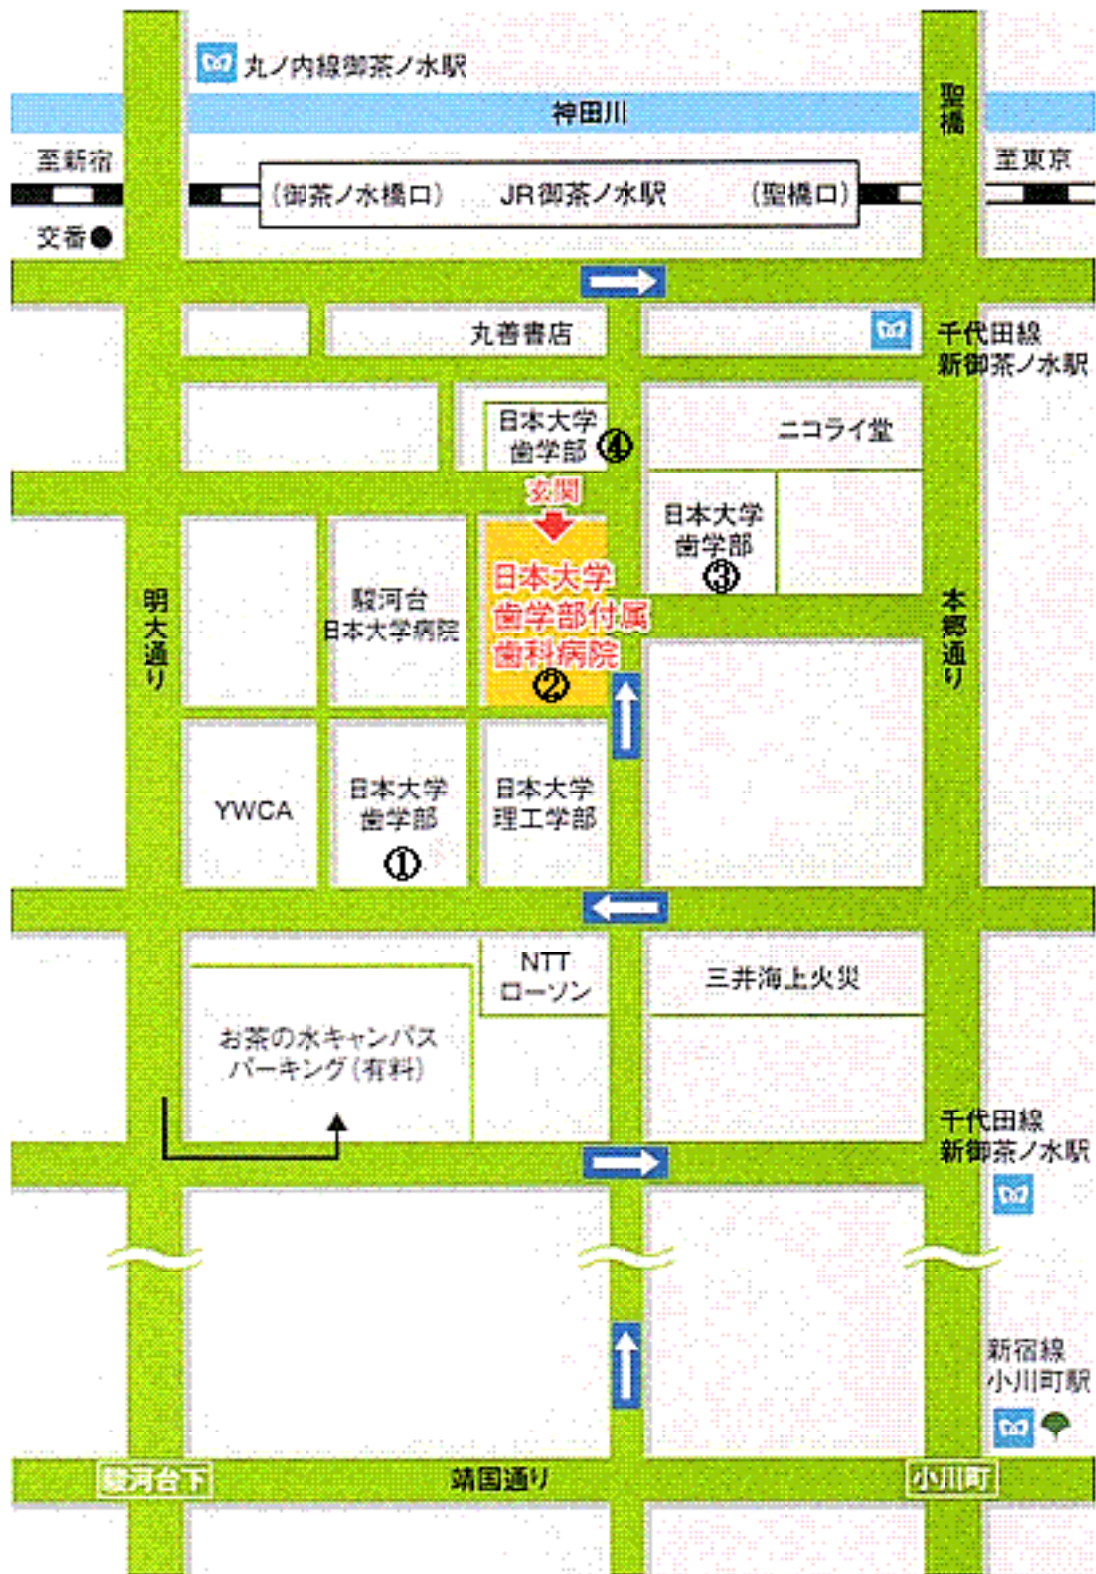 丸ノ内線御茶ノ水駅
神田川
聖橋
至新宿
至東京
(御茶ノ水橋口)
JR御茶ノ水駅
(聖橋口)
交番
丸善書店
千代田線
新御茶ノ水駅
日本大学
歯学部
④
ニコライ堂
玄関
日本大学
歯学部
③
日本大学
歯学部付属
歯科病院
②
駿河台
日本大学病院
明大通り
本郷通り
YWCA
日本大学
歯学部
①
日本大学
理工学部
NTT
ローソン
三井海上火災
お茶の水キャンパス
パーキング(有料)
千代田線
新御茶ノ水駅
新宿線
小川町駅
駿河台下
靖国通り
小川町